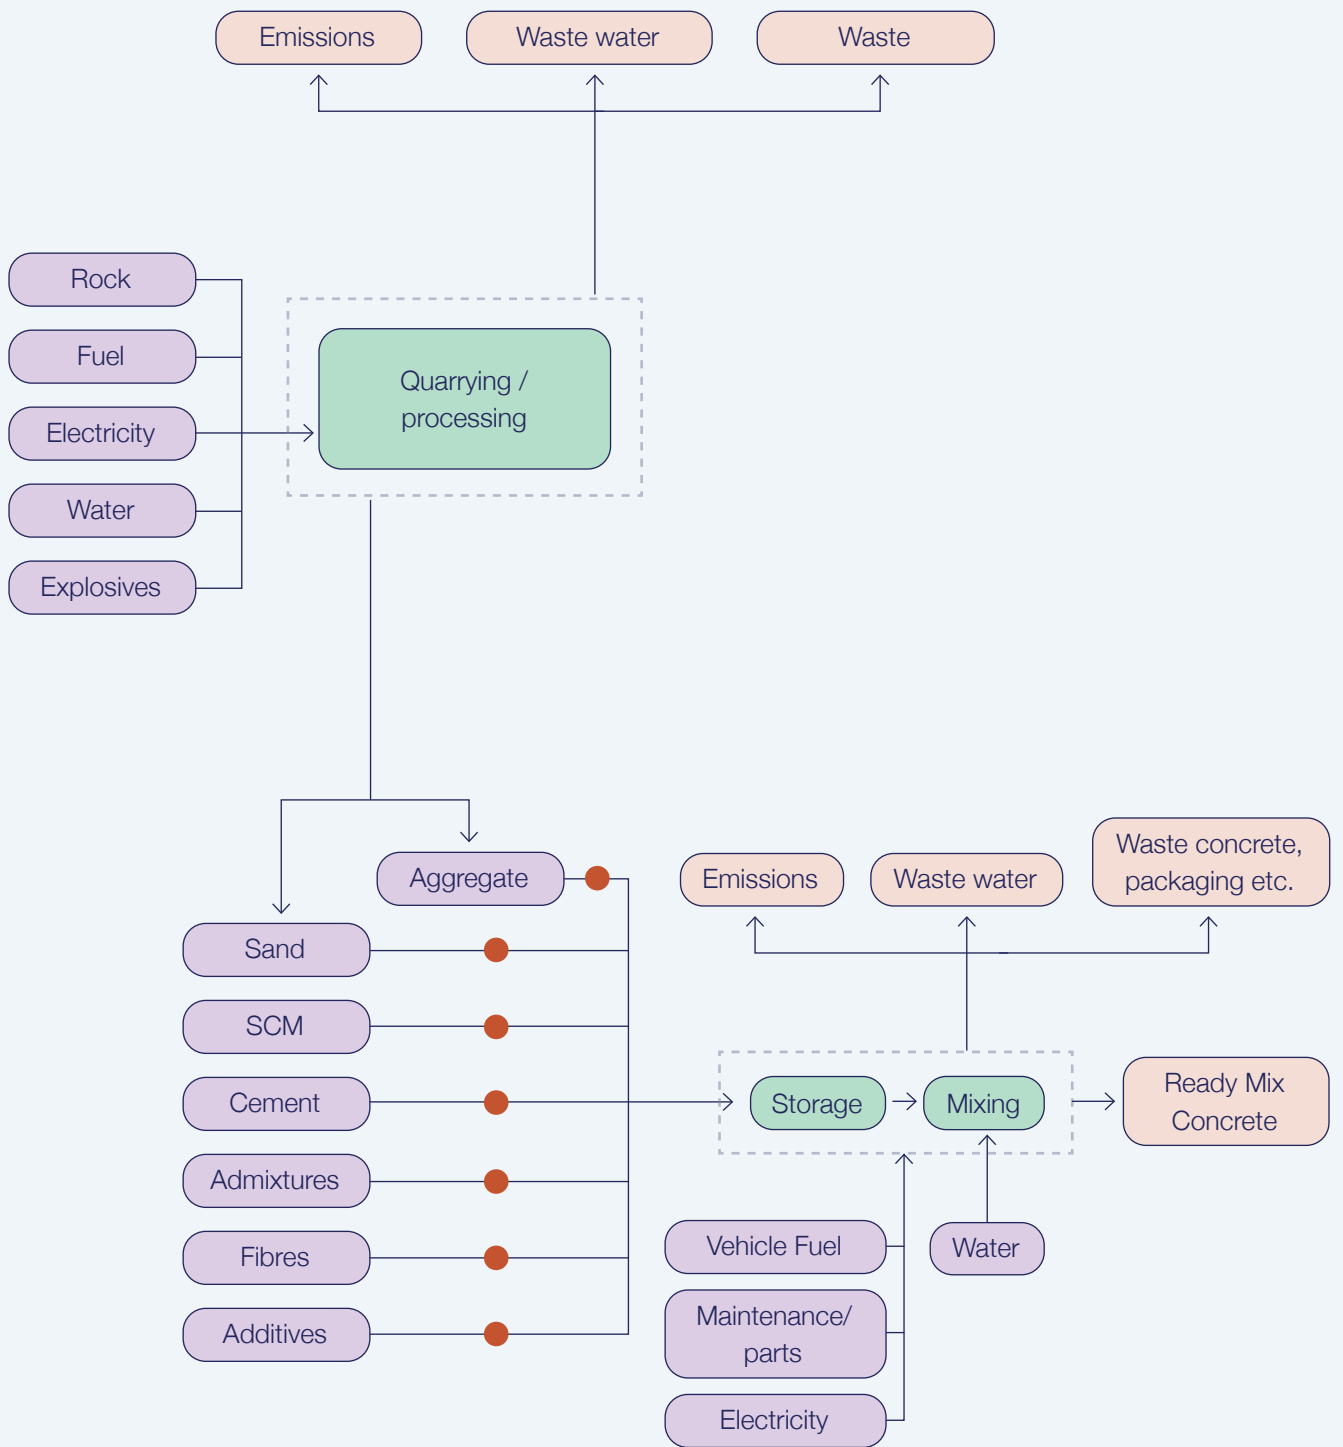 Emissions
Waste water
Waste
Rock
Fuel
Electricity
Water
Explosives
Quarrying /
processing
Aggregate
Sand
SCM
Cement
Admixtures
Fibres
Additives
Emissions
Waste water
Waste concrete,
packaging etc.
Storage
Mixing
Ready Mix
Concrete
Vehicle Fuel
Water
Maintenance/
parts
Electricity